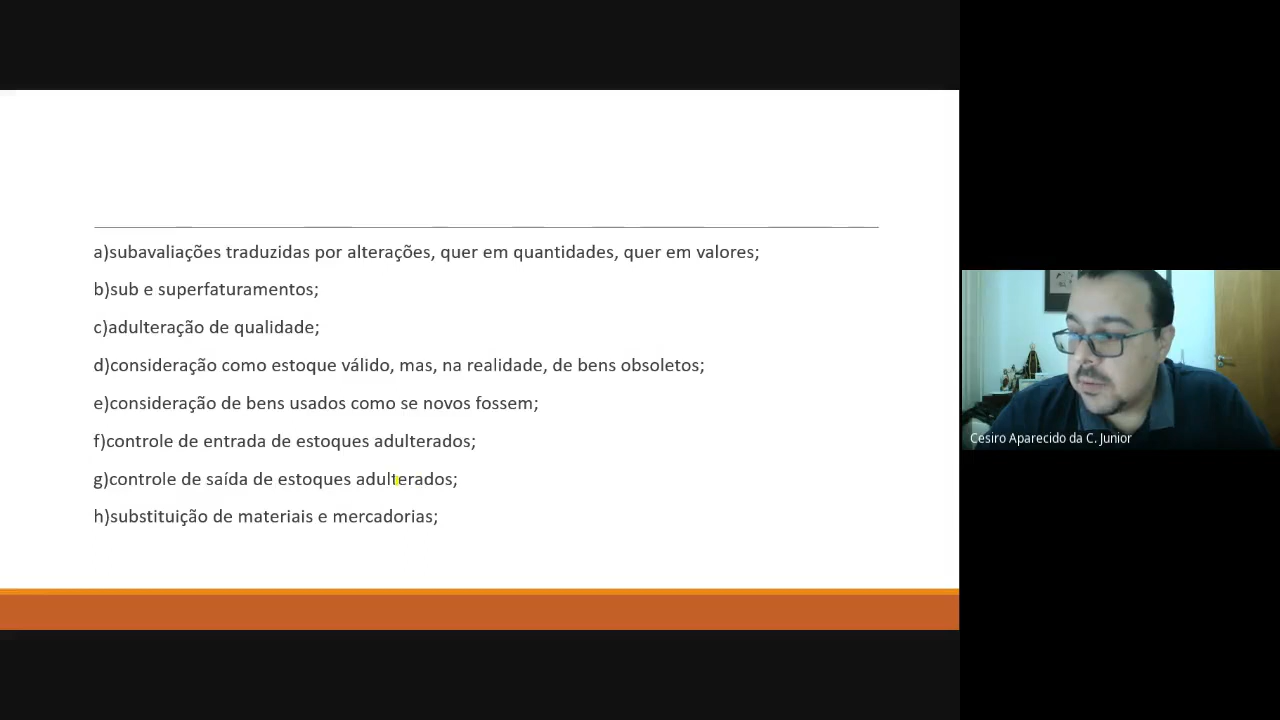 a)subavaliações traduzidas por alterações, quer em quantidades, quer em valores;
b)sub e superfaturamentos;
c)adulteração de qualidade;
d)consideração como estoque válido, mas, na realidade, de bens obsoletos;
e)consideração de bens usados como se novos fossem;
f)controle de entrada de estoques adulterados;
g)controle de saída de estoques adulterados;
h)substituição de materiais e mercadorias;
Cesiro Aparecido da C. Junior